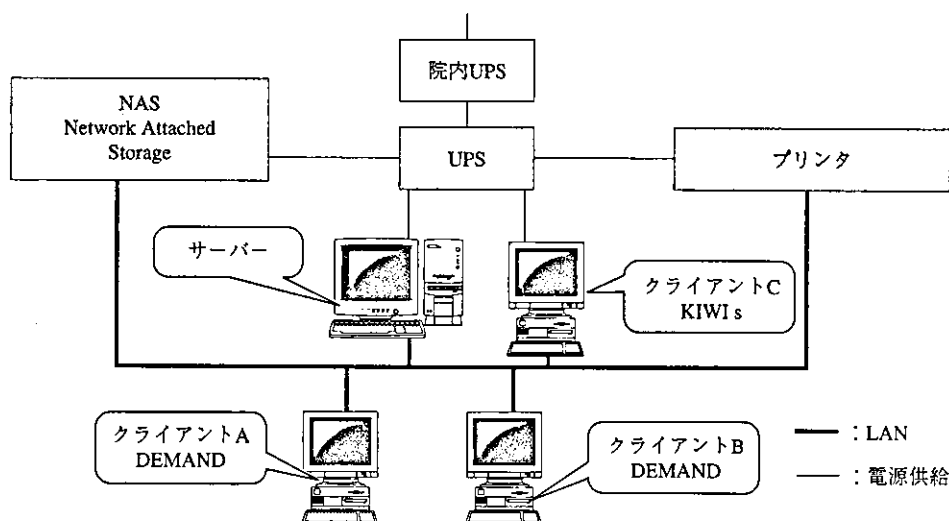 院内UPS
NAS
Network Attached
Storage
UPS
プリンタ
サーバー
クライアントC
KIWI s
クライアントA
DEMAND
クライアントB
DEMAND
：LAN
：電源供給